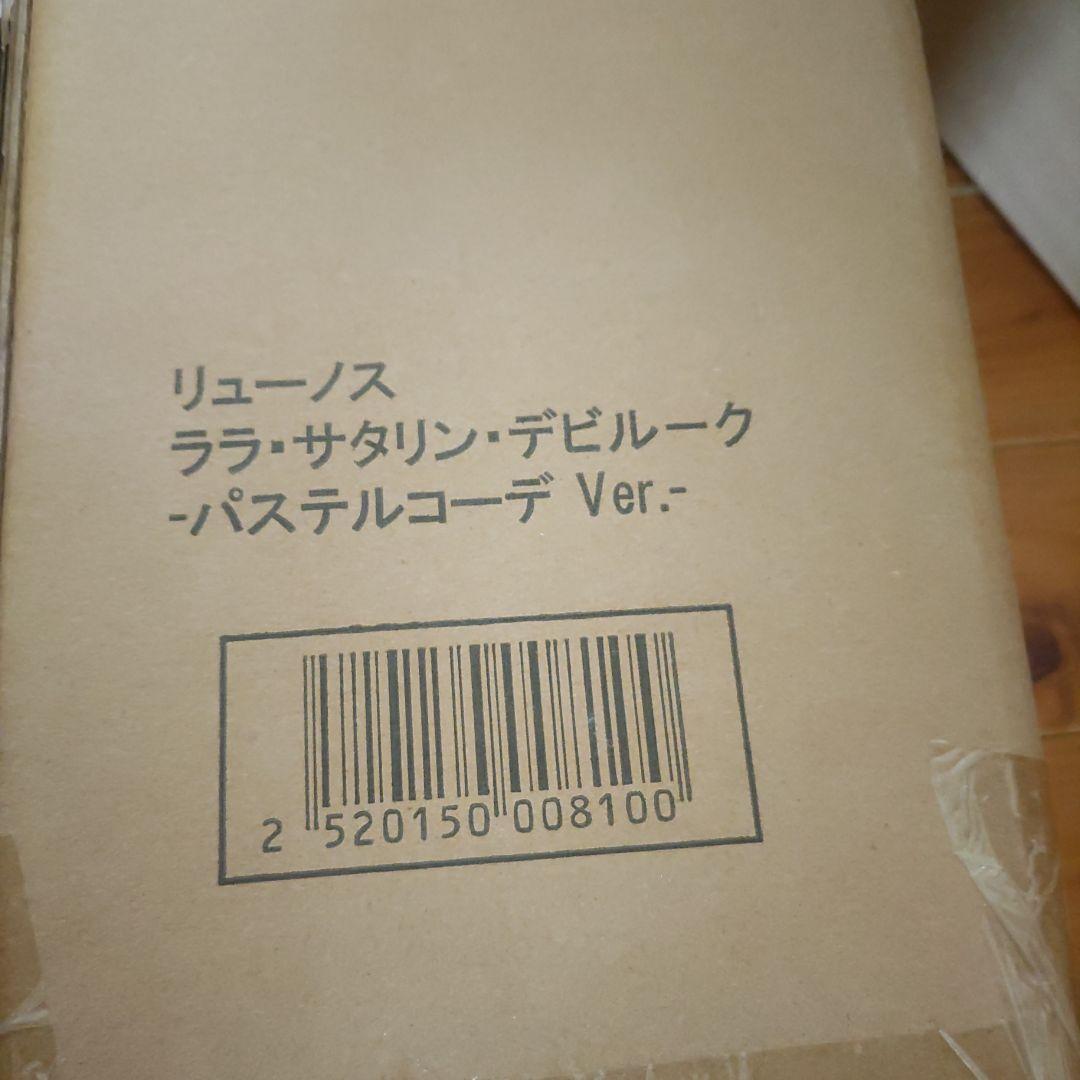 リューノス
ララ・サタリン・デビルーク
-パステルコーデ Ver.-
2 520150 008100